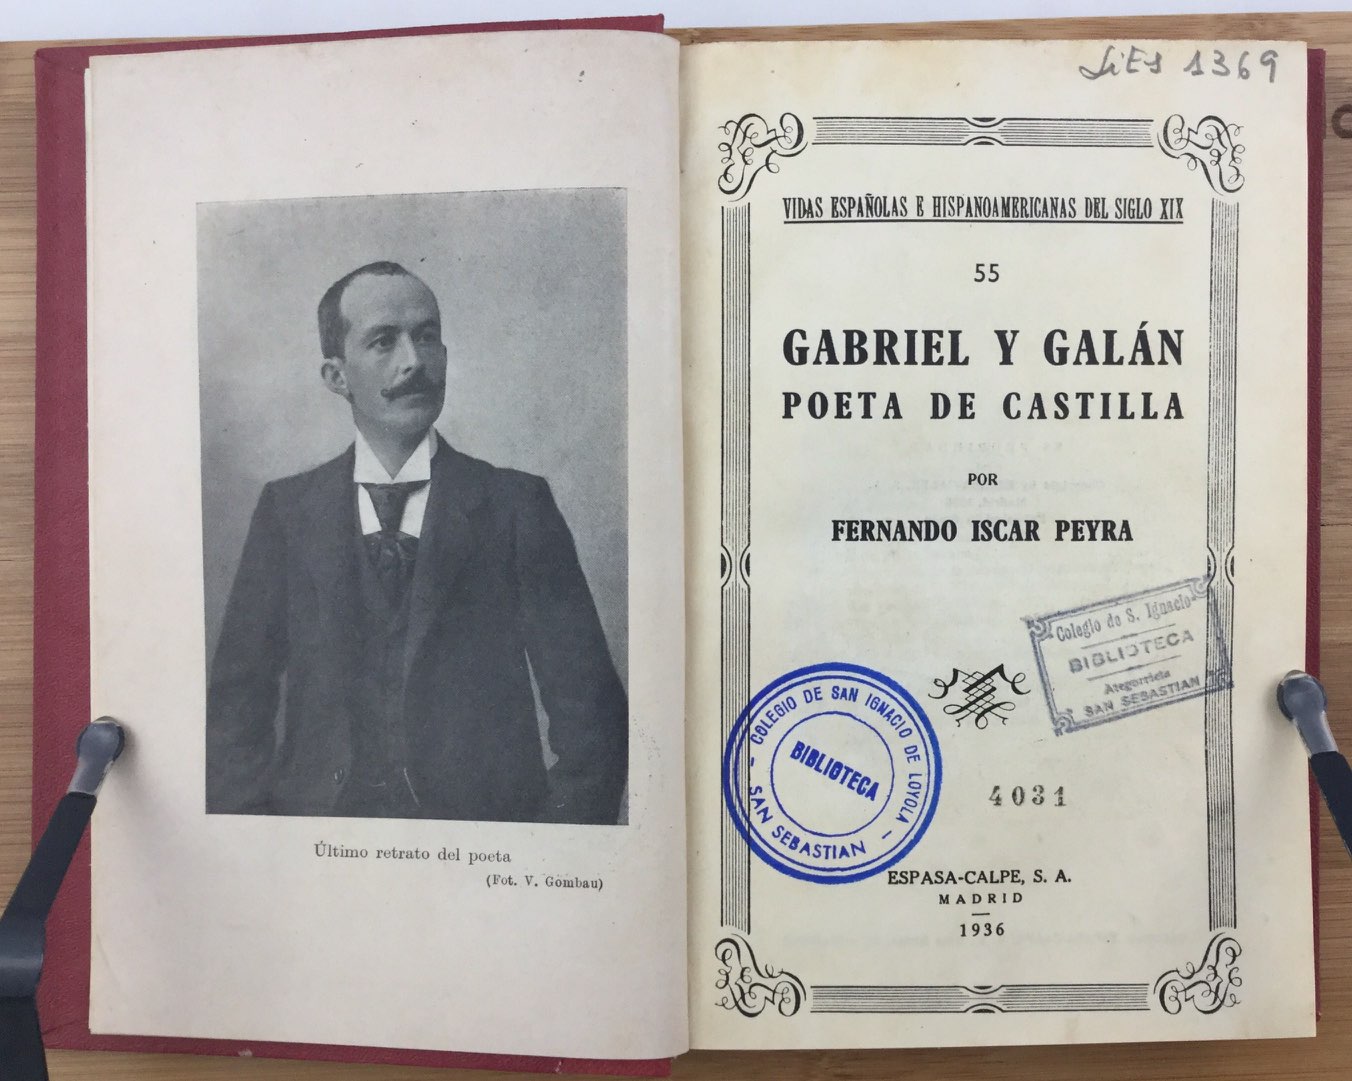 Último retrato del poeta
(Fot. V. Gombau)
LiES 1369
VIDAS ESPAÑOLAS E HISPANOAMERICANAS DEL SIGLO XIX
55
GABRIEL Y GALÁN
POETA DE CASTILLA
POR
FERNANDO ISCAR PEYRA
Colegio de S. Ignacio
BIBLIOTECA
Ategorrieta
SAN SEBASTIAN
COLEGIO DE SAN IGNACIO DE LOYOLA
BIBLIOTECA
SAN SEBASTIAN
4031
ESPASA-CALPE, S. A.
MADRID
1936